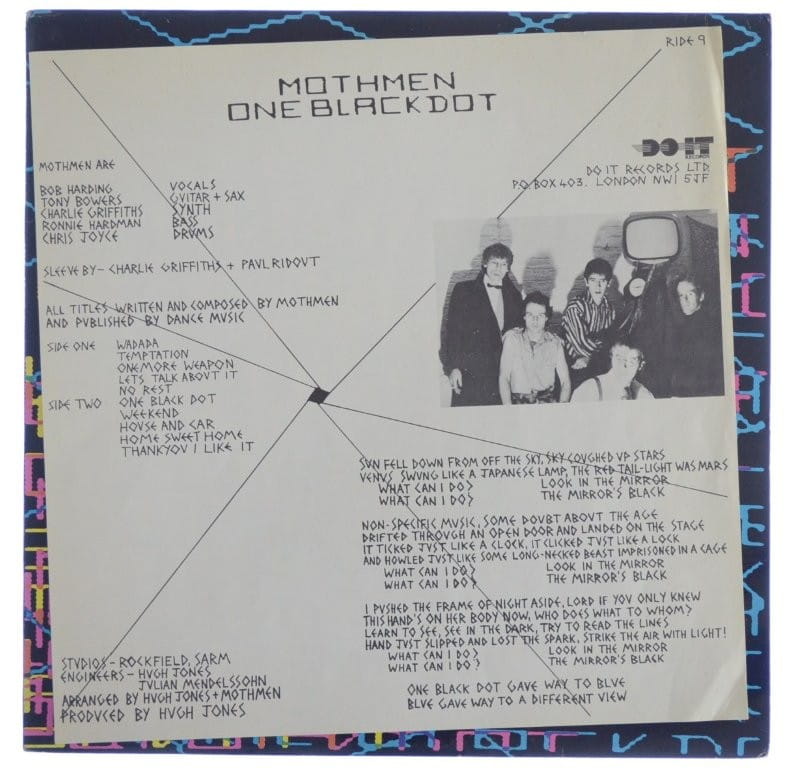 RIDE 9
MOTHMEN
ONE BLACK DOT
DO IT
RECORDS
DO IT RECORDS LTD
P.O. BOX 403. LONDON NW1 5JF
MOTHMEN ARE
BOB HARDING VOCALS
TONY BOWERS GUITAR + SAX
CHARLIE GRIFFITHS SYNTH
RONNIE HARDMAN BASS
CHRIS JOYCE DRUMS
SLEEVE BY - CHARLIE GRIFFITHS + PAUL RIDOUT
ALL TITLES WRITTEN AND COMPOSED BY MOTHMEN
AND PUBLISHED BY DANCE MUSIC
SIDE ONE WADADA
TEMPTATION
ONE MORE WEAPON
LETS TALK ABOUT IT
NO REST
SIDE TWO ONE BLACK DOT
WEEKEND
HOUSE AND CAR
HOME SWEET HOME
THANKYOU I LIKE IT
SUN FELL DOWN FROM OFF THE SKY, SKY COUGHED UP STARS
VENUS SWUNG LIKE A JAPANESE LAMP, THE RED TAIL-LIGHT WAS MARS
WHAT CAN I DO? LOOK IN THE MIRROR
WHAT CAN I DO? THE MIRROR'S BLACK
NON-SPECIFIC MUSIC, SOME DOUBT ABOUT THE AGE
DRIFTED THROUGH AN OPEN DOOR AND LANDED ON THE STAGE
IT TICKED JUST LIKE A CLOCK, IT CLICKED JUST LIKE A LOCK
AND HOWLED JUST LIKE SOME LONG-NECKED BEAST IMPRISONED IN A CAGE
WHAT CAN I DO? LOOK IN THE MIRROR
WHAT CAN I DO? THE MIRROR'S BLACK
I PUSHED THE FRAME OF NIGHT ASIDE, LORD IF YOU ONLY KNEW
THIS HAND'S ON HER BODY NOW, WHO DOES WHAT TO WHOM?
LEARN TO SEE, SEE IN THE DARK, TRY TO READ THE LINES
HAND JUST SLIPPED AND LOST THE SPARK, STRIKE THE AIR WITH LIGHT!
WHAT CAN I DO? LOOK IN THE MIRROR
WHAT CAN I DO? THE MIRROR'S BLACK
ONE BLACK DOT GAVE WAY TO BLUE
BLUE GAVE WAY TO A DIFFERENT VIEW
STUDIOS - ROCKFIELD, SARM
ENGINEERS - HUGH JONES
JULIAN MENDELSSOHN
ARRANGED BY HUGH JONES + MOTHMEN
PRODUCED BY HUGH JONES